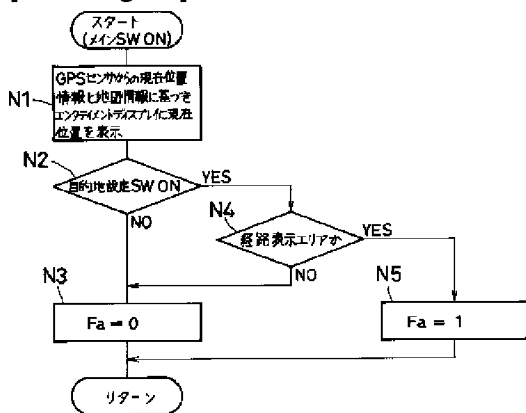 スタート
(メインSW ON)
N1
GPSセンサからの現在位置
情報と地図情報に基づき
エンタテイメントディスプレイに現在
位置を表示
N2
目的地設定SW ON
YES
NO
N4
経路表示エリアか
YES
NO
N3
Fa = 0
N5
Fa = 1
リターン